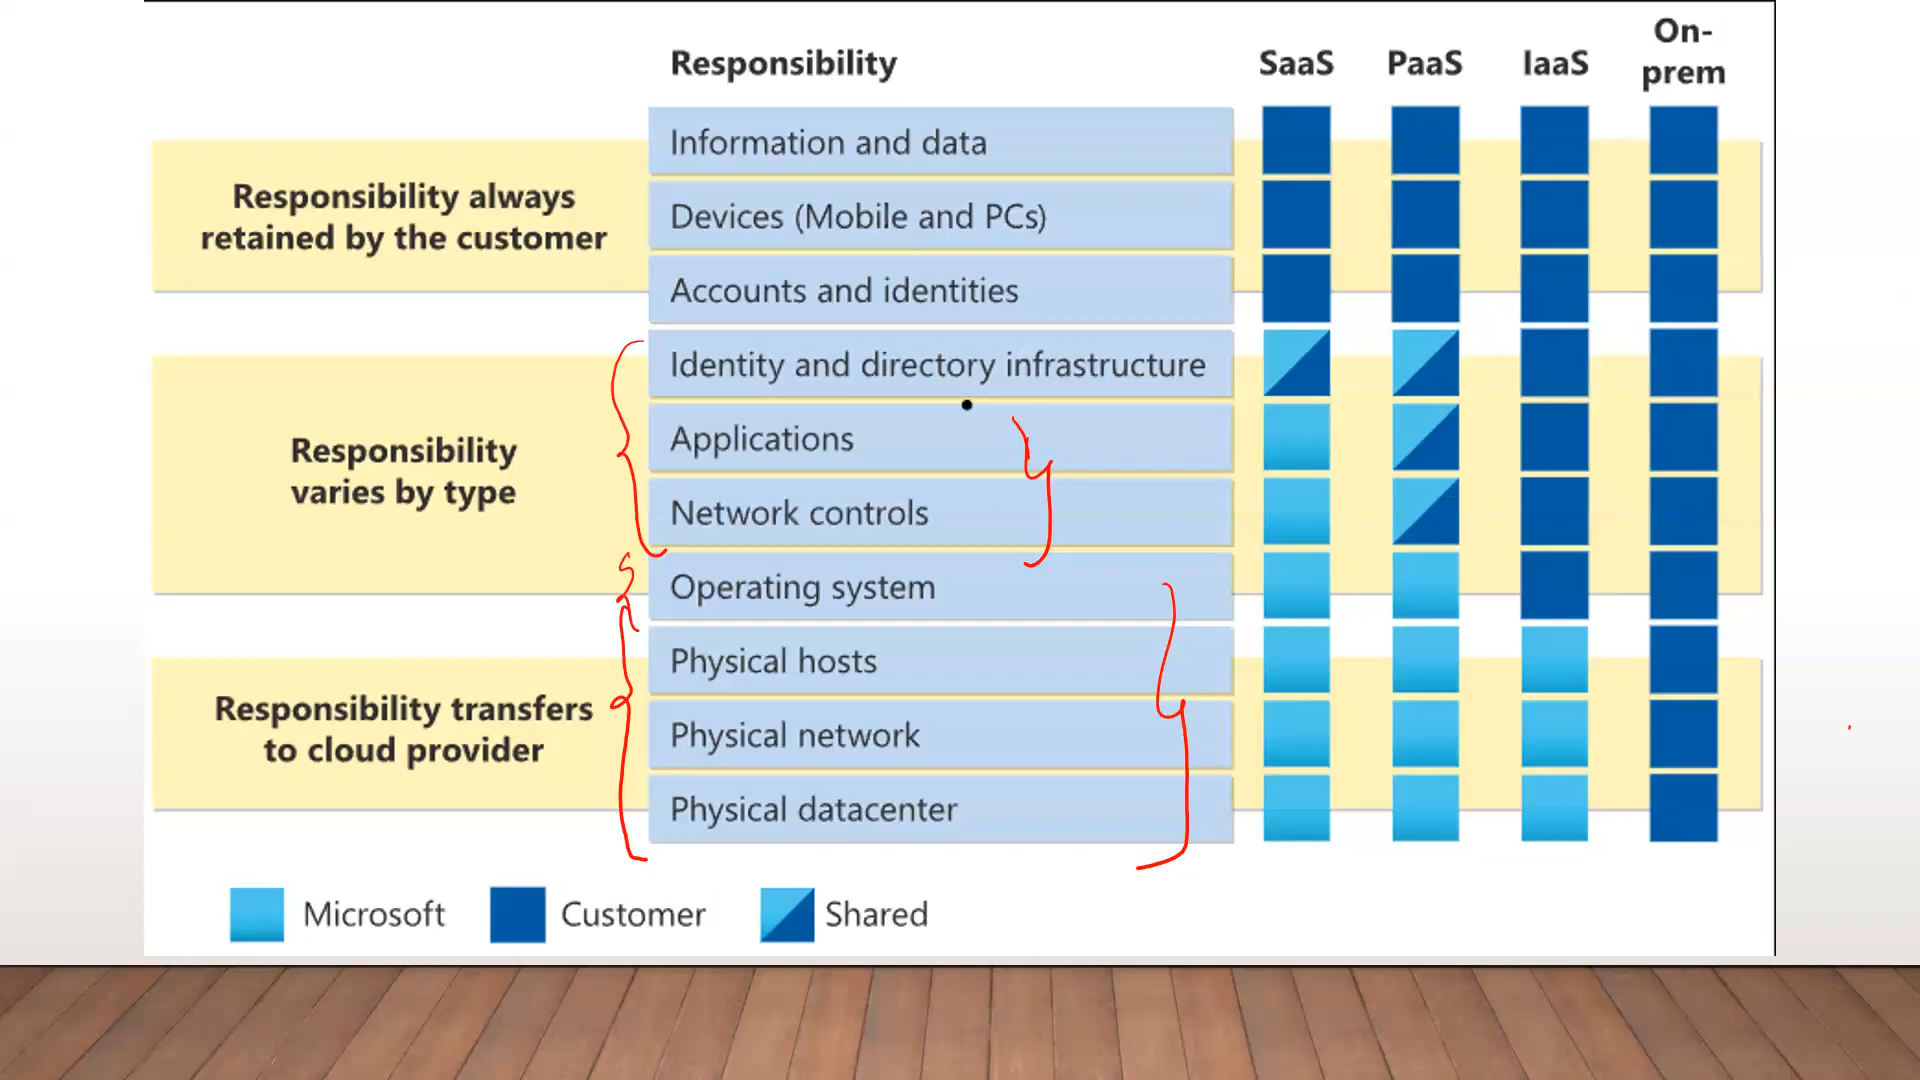 Responsibility
SaaS
PaaS
IaaS
On-
prem
Responsibility always
retained by the customer
Information and data
Devices (Mobile and PCs)
Accounts and identities
Responsibility
varies by type
Identity and directory infrastructure
Applications
Network controls
Operating system
Responsibility transfers
to cloud provider
Physical hosts
Physical network
Physical datacenter
Microsoft
Customer
Shared